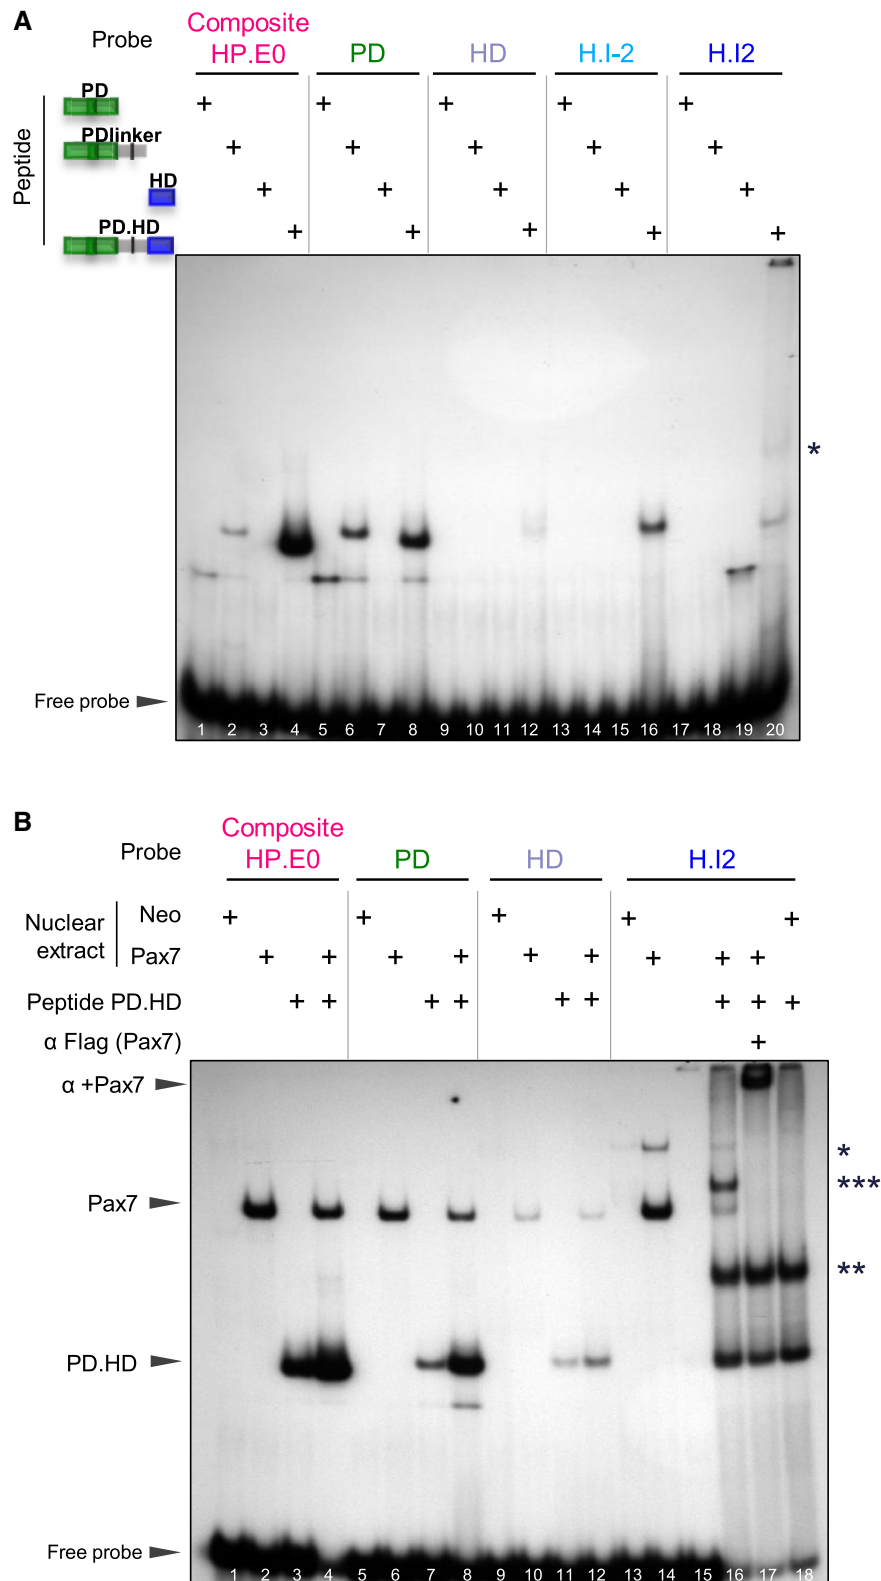 A
Probe
Composite
HP.E0
PD
HD
H.I-2
H.I2
Peptide
PD
+ + + + +
PDlinker
+ + + + +
HD
+ + + + +
PD.HD
+ + + + +
*
Free probe
1 2 3 4 5 6 7 8 9 10 11 12 13 14 15 16 17 18 19 20
B
Probe
Composite
HP.E0
PD
HD
H.I2
Nuclear
extract
Neo
+ + + + +
Pax7
+ + + + + + + + +
Peptide PD.HD
+ + + + + + + + +
α Flag (Pax7)
+
α +Pax7
*
***
Pax7
**
PD.HD
Free probe
1 2 3 4 5 6 7 8 9 10 11 12 13 14 15 16 17 18